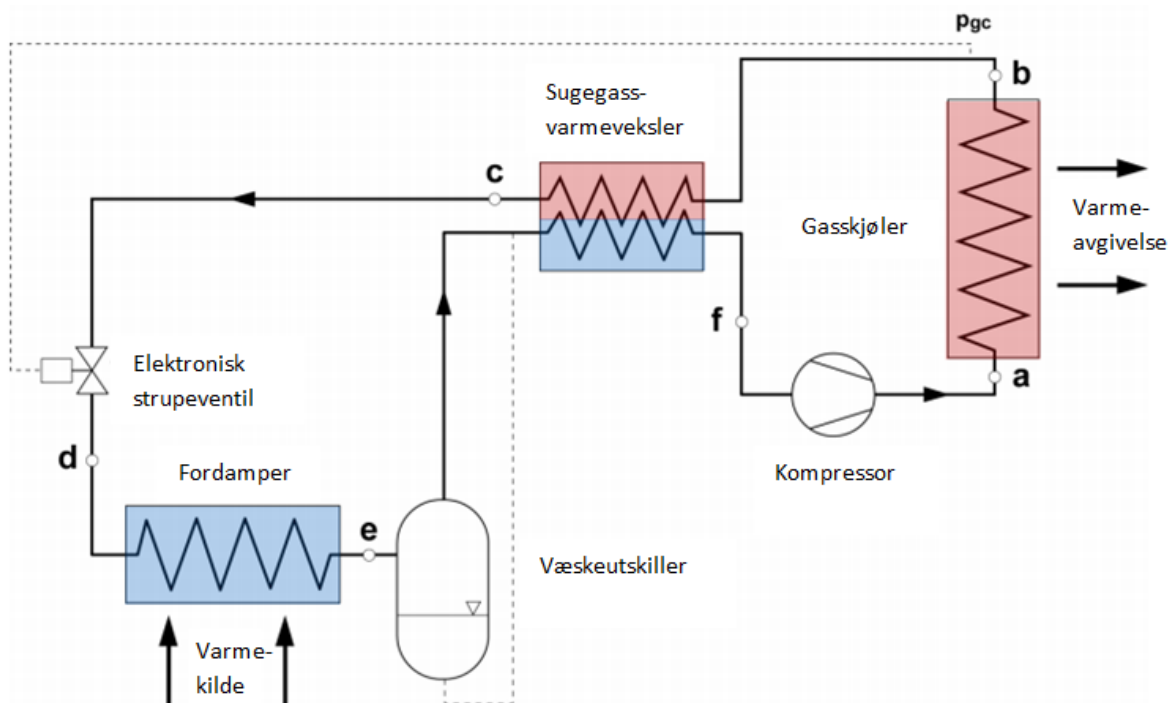 pgc
b
Sugegass-
varmeveksler
c
Gasskjøler
Varme-
avgivelse
f
a
Elektronisk
strupeventil
d
Fordamper
Kompressor
e
Væskeutskiller
Varme-
kilde